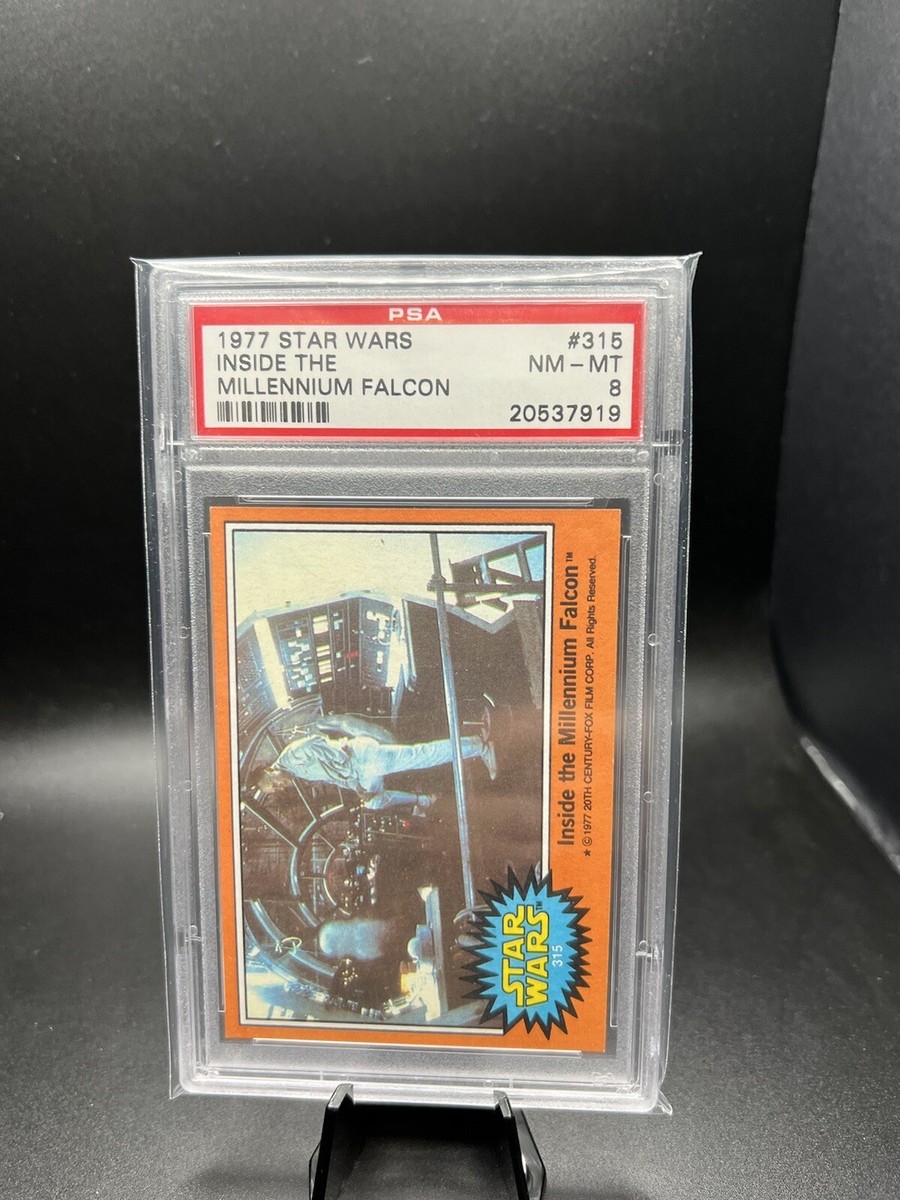 PSA
1977 STAR WARS #315
INSIDE THE NM - MT
MILLENNIUM FALCON 8
20537919
Inside the Millennium Falcon™
★ © 1977 20TH CENTURY-FOX FILM CORP. All Rights Reserved.
STAR
WARS™
315